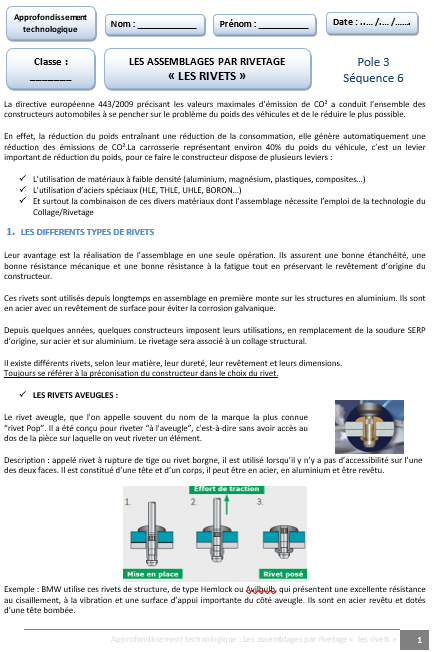 Approfondissement
technologique
Nom : ____________
Prénom : __________
Date : ..... /..... /.......
Classe :
________
LES ASSEMBLAGES PAR RIVETAGE
« LES RIVETS »
Pole 3
Séquence 6
La directive européenne 443/2009 précisant les valeurs maximales d'émission de CO² a conduit l'ensemble des
constructeurs automobiles à se pencher sur le problème du poids des véhicules et de le réduire le plus possible.
En effet, la réduction du poids entraînant une réduction de la consommation, elle génère automatiquement une
réduction des émissions de CO².La carrosserie représentant environ 40% du poids du véhicule, c'est un levier
important de réduction du poids, pour ce faire le constructeur dispose de plusieurs leviers :
✓ L'utilisation de matériaux à faible densité (aluminium, magnésium, plastiques, composites...)
✓ L'utilisation d'aciers spéciaux (HLE, THLE, UHLE, BORON...)
✓ Et surtout la combinaison de ces divers matériaux dont l'assemblage nécessite l'emploi de la technologie du
Collage/Rivetage
1. LES DIFFERENTS TYPES DE RIVETS
Leur avantage est la réalisation de l'assemblage en une seule opération. Ils assurent une bonne étanchéité, une
bonne résistance mécanique et une bonne résistance à la fatigue tout en préservant le revêtement d'origine du
constructeur.
Ces rivets sont utilisés depuis longtemps en assemblage en première monte sur les structures en aluminium. Ils sont
en acier avec un revêtement de surface pour éviter la corrosion galvanique.
Depuis quelques années, quelques constructeurs imposent leurs utilisations, en remplacement de la soudure SERP
d'origine, sur acier et sur aluminium. Le rivetage sera associé à un collage structural.
Il existe différents rivets, selon leur matière, leur dureté, leur revêtement et leurs dimensions.
Toujours se référer à la préconisation du constructeur dans le choix du rivet.
✓ LES RIVETS AVEUGLES :
Le rivet aveugle, que l'on appelle souvent du nom de la marque la plus connue
"rivet Pop". Il a été conçu pour riveter "à l'aveugle", c'est-à-dire sans avoir accès au
dos de la pièce sur laquelle on veut riveter un élément.
Description : appelé rivet à rupture de tige ou rivet borgne, il est utilisé lorsqu'il y n'y a pas d'accessibilité sur l'une
des deux faces. Il est constitué d'une tête et d'un corps, il peut être en acier, en aluminium et être revêtu.
Effort de traction
1. 2. 3.
Mise en place
Rivet posé
Exemple : BMW utilise ces rivets de structure, de type Hemlock ou qui présentent une excellente résistance
au cisaillement, à la vibration et une surface d'appui importante du côté aveugle. Ils sont en acier revêtu et dotés
d'une tête bombée.
Approfondissement technologique : Les assemblages par rivetage « les rivets »
1